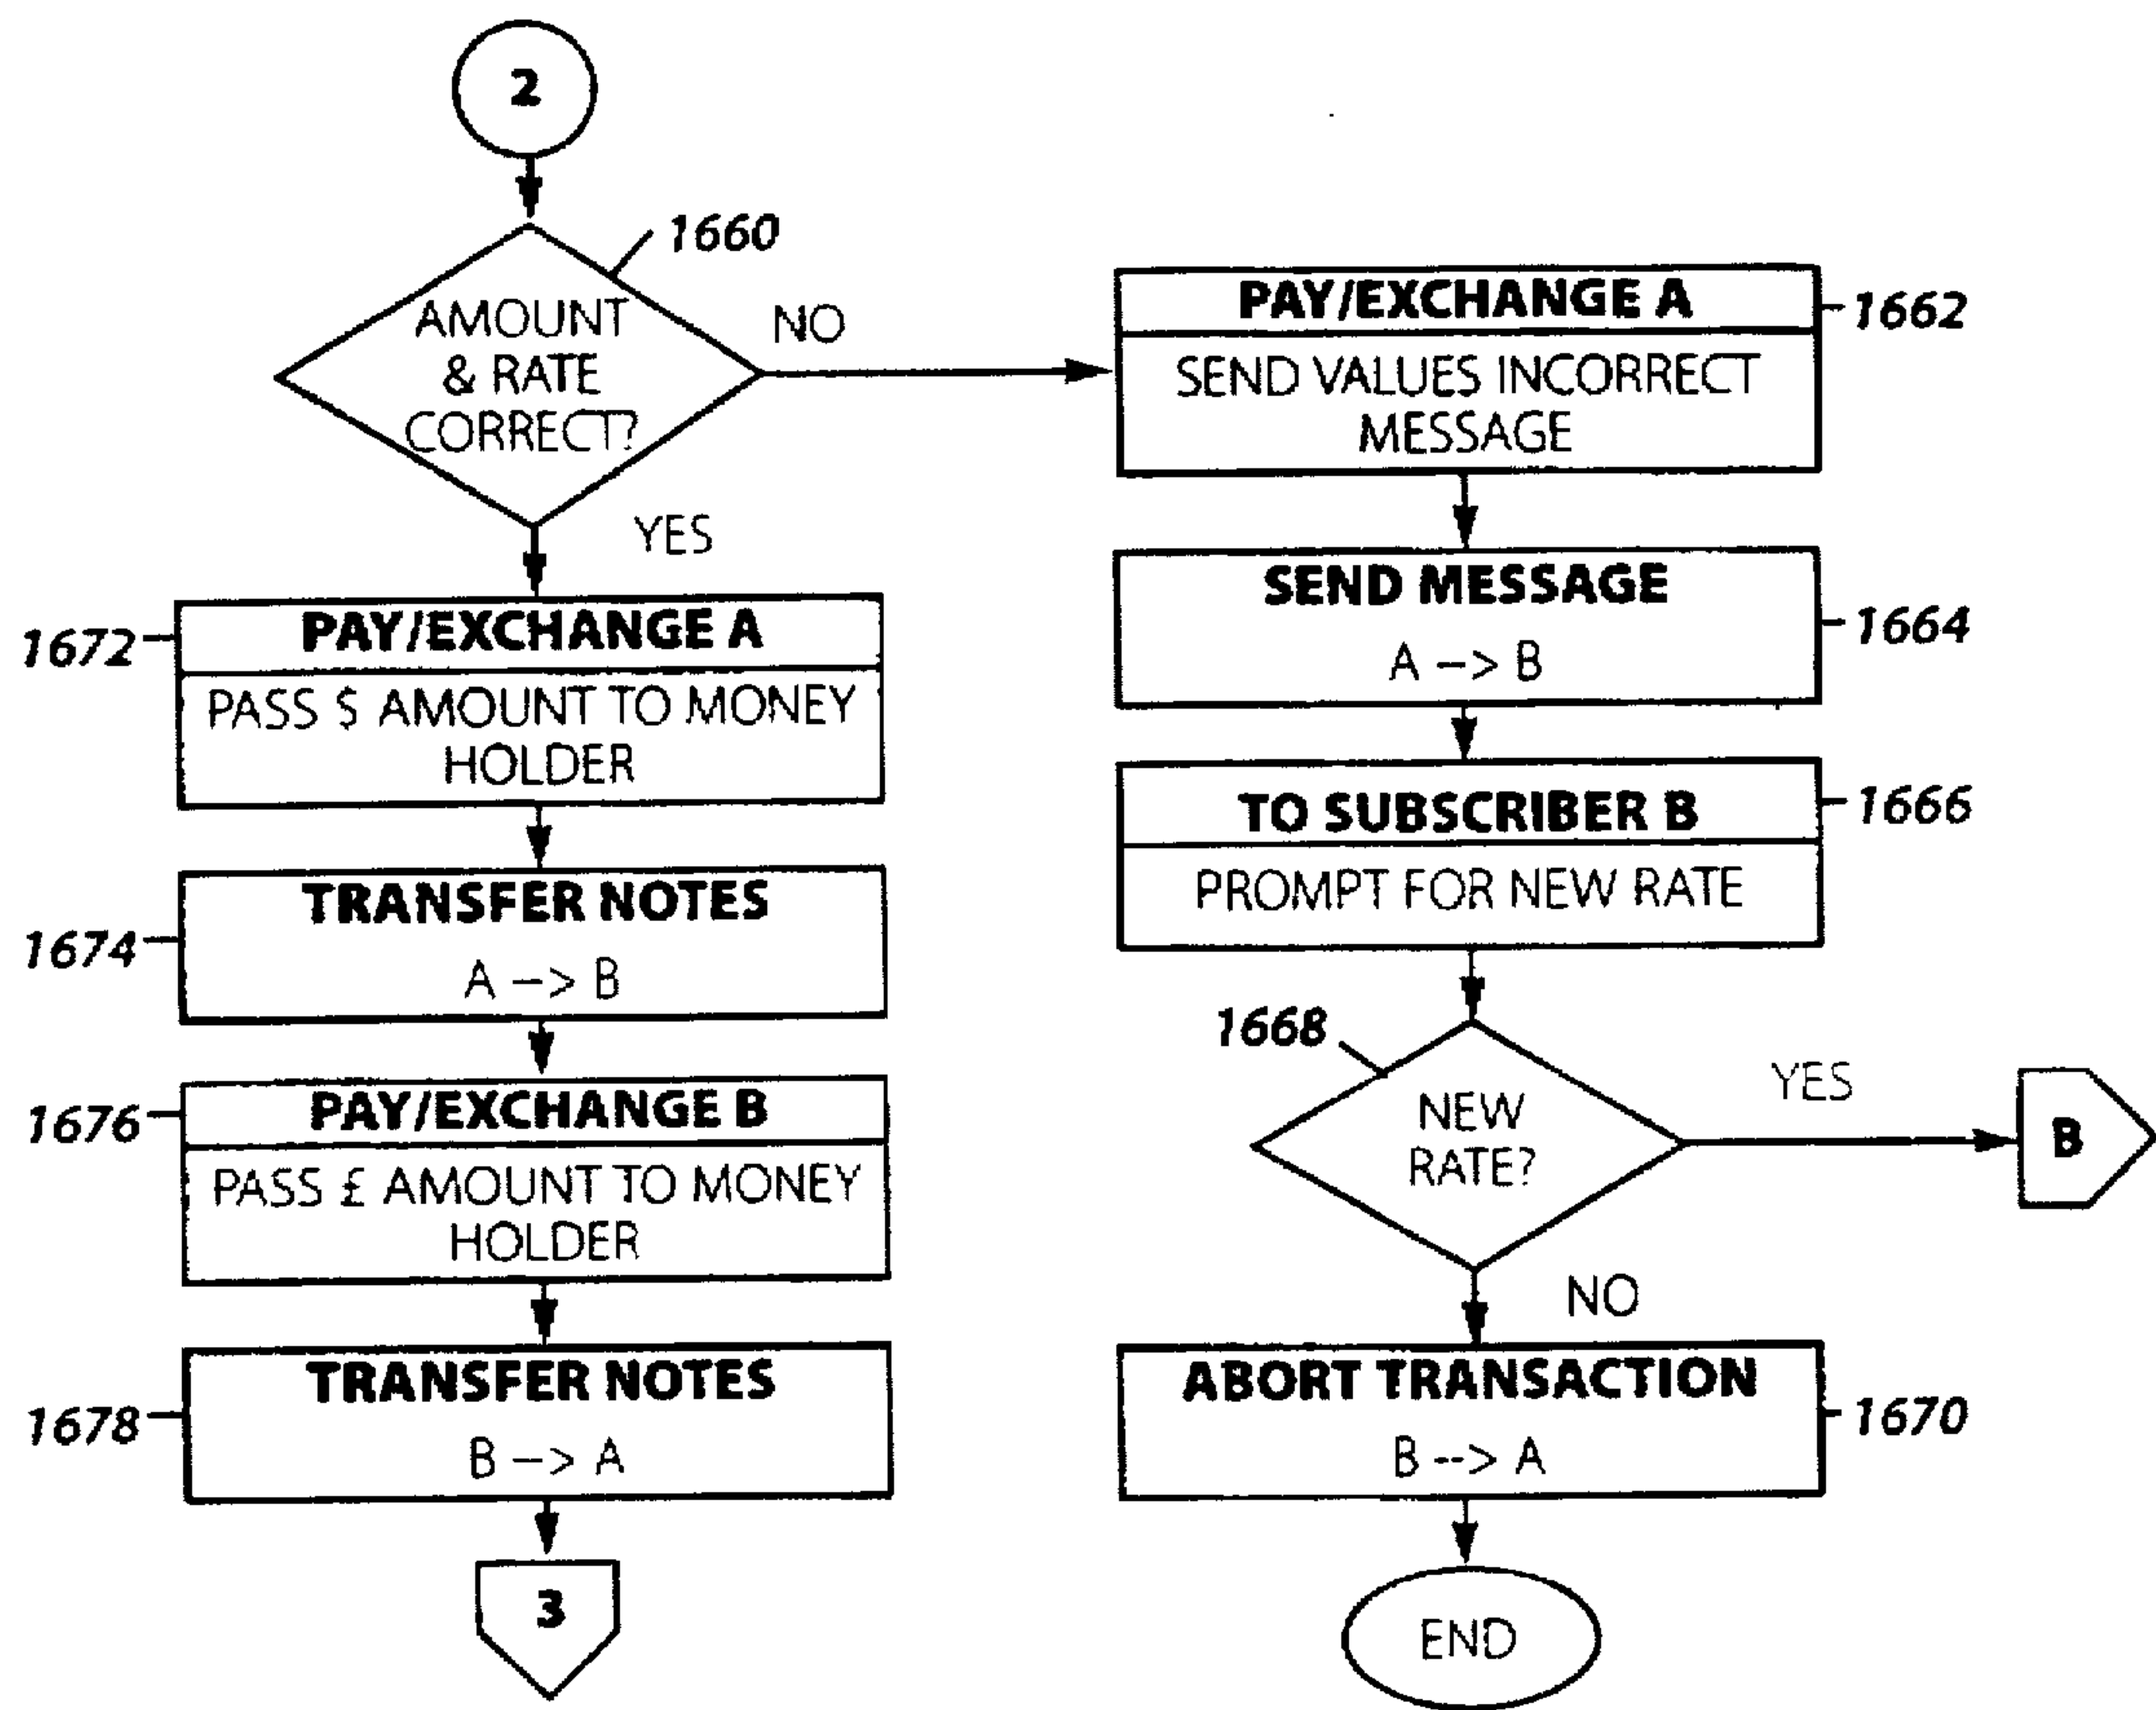 2
1660
AMOUNT
& RATE
CORRECT?
NO
YES
PAY/EXCHANGE A
1662
SEND VALUES INCORRECT
MESSAGE
SEND MESSAGE
1664
A –> B
TO SUBSCRIBER B
1666
PROMPT FOR NEW RATE
1668
NEW
RATE?
YES
B
NO
ABORT TRANSACTION
1670
B --> A
END
1672
PAY/EXCHANGE A
PASS $ AMOUNT TO MONEY
HOLDER
TRANSFER NOTES
1674
A –> B
1676
PAY/EXCHANGE B
PASS £ AMOUNT TO MONEY
HOLDER
TRANSFER NOTES
1678
B –> A
3